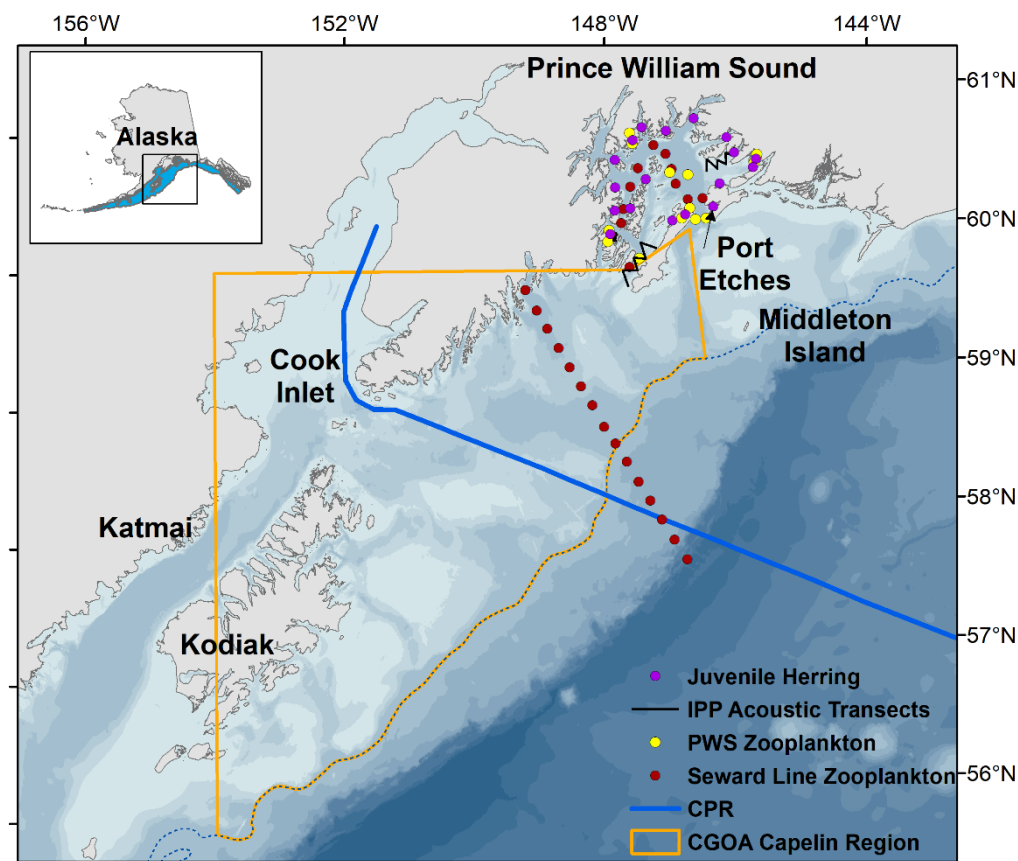 156°W 152°W 148°W 144°W
Prince William Sound
61°N
Alaska
60°N
Port
Etches
Middleton
Island
59°N
Cook
Inlet
58°N
Katmai
57°N
Kodiak
Juvenile Herring
IPP Acoustic Transects
PWS Zooplankton
Seward Line Zooplankton
56°N
CPR
CGOA Capelin Region